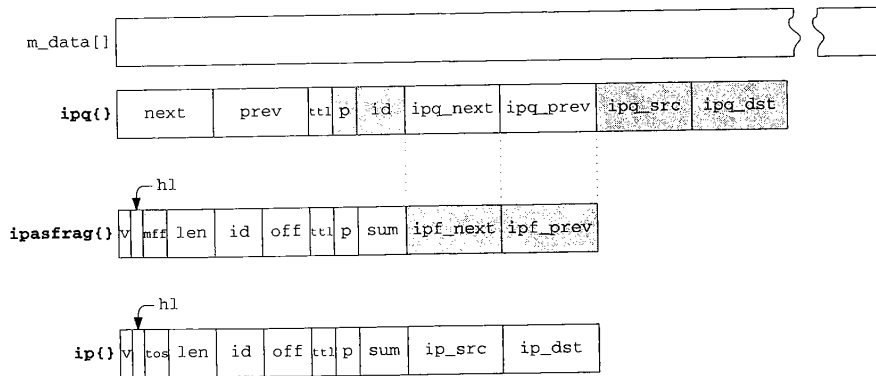 m_data[]
ipq{} next prev ttl p id ipq_next ipq_prev ipq_src ipq_dst
hl
ipasfrag{} v mff len id off ttl p sum ipf_next ipf_prev
hl
ip{} v tos len id off ttl p sum ip_src ip_dst